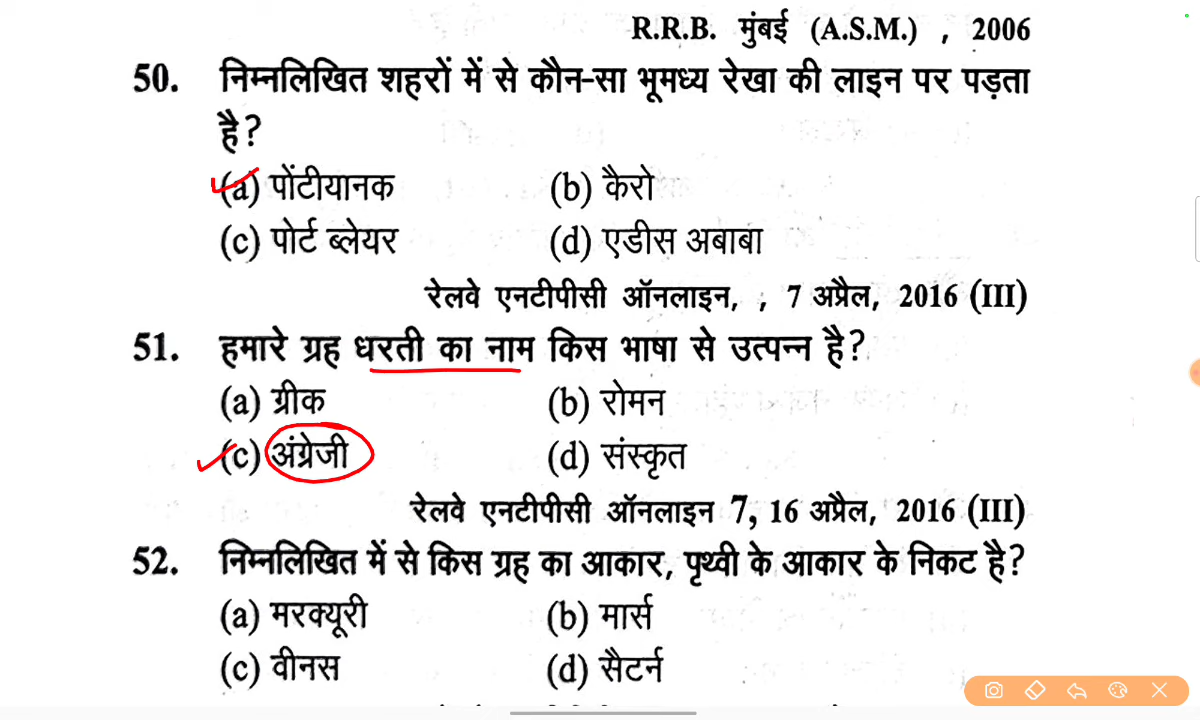 R.R.B. मुंबई (A.S.M.) , 2006
50. निम्नलिखित शहरों में से कौन-सा भूमध्य रेखा की लाइन पर पड़ता
है?
(a) पोंटीयानक (b) कैरो
(c) पोर्ट ब्लेयर (d) एडीस अबाबा
रेलवे एनटीपीसी ऑनलाइन, , 7 अप्रैल, 2016 (III)
51. हमारे ग्रह धरती का नाम किस भाषा से उत्पन्न है?
(a) ग्रीक (b) रोमन
(c) अंग्रेजी (d) संस्कृत
रेलवे एनटीपीसी ऑनलाइन 7, 16 अप्रैल, 2016 (III)
52. निम्नलिखित में से किस ग्रह का आकार, पृथ्वी के आकार के निकट है?
(a) मरक्यूरी (b) मार्स
(c) वीनस (d) सैटर्न